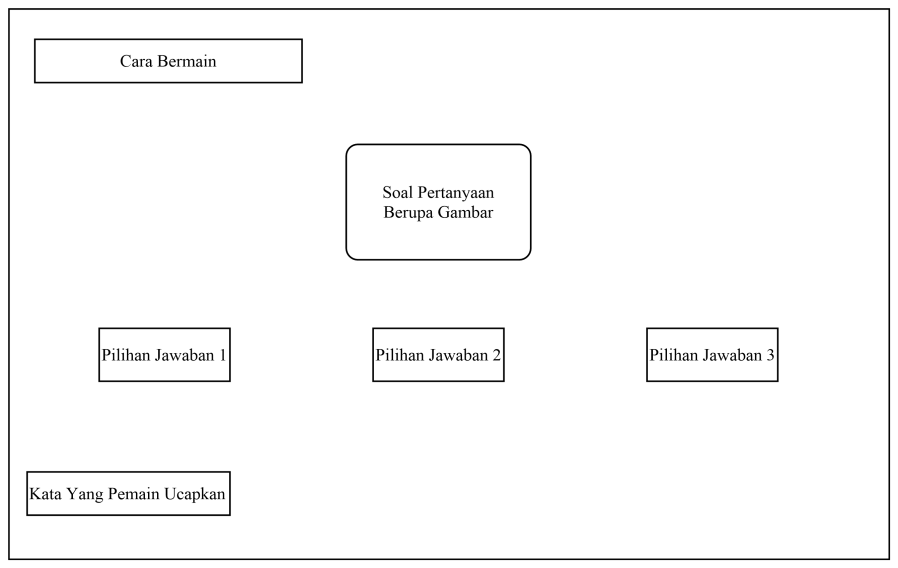 Cara Bermain
Soal Pertanyaan
Berupa Gambar
Pilihan Jawaban 1
Pilihan Jawaban 2
Pilihan Jawaban 3
Kata Yang Pemain Ucapkan